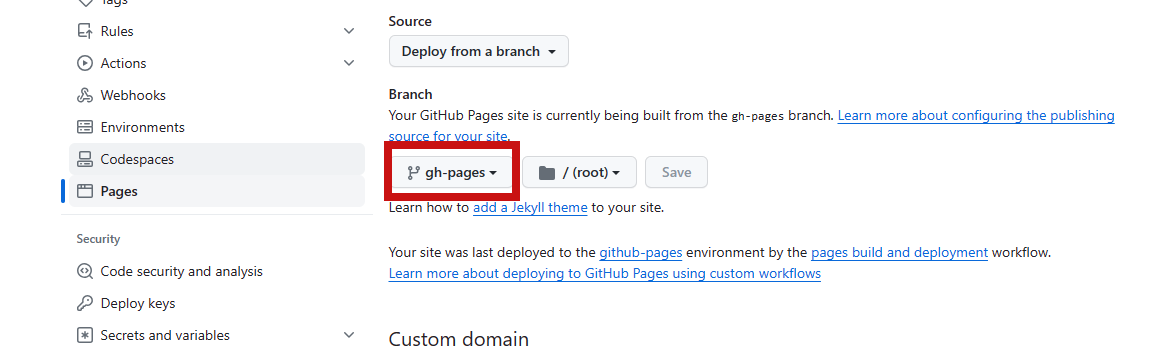 Tags
Rules
Actions
Webhooks
Environments
Codespaces
Pages
Security
Code security and analysis
Deploy keys
Secrets and variables
Source
Deploy from a branch
Branch
Your GitHub Pages site is currently being built from the gh-pages branch. Learn more about configuring the publishing
source for your site.
gh-pages
/ (root)
Save
Learn how to add a Jekyll theme to your site.
Your site was last deployed to the github-pages environment by the pages build and deployment workflow.
Learn more about deploying to GitHub Pages using custom workflows
Custom domain